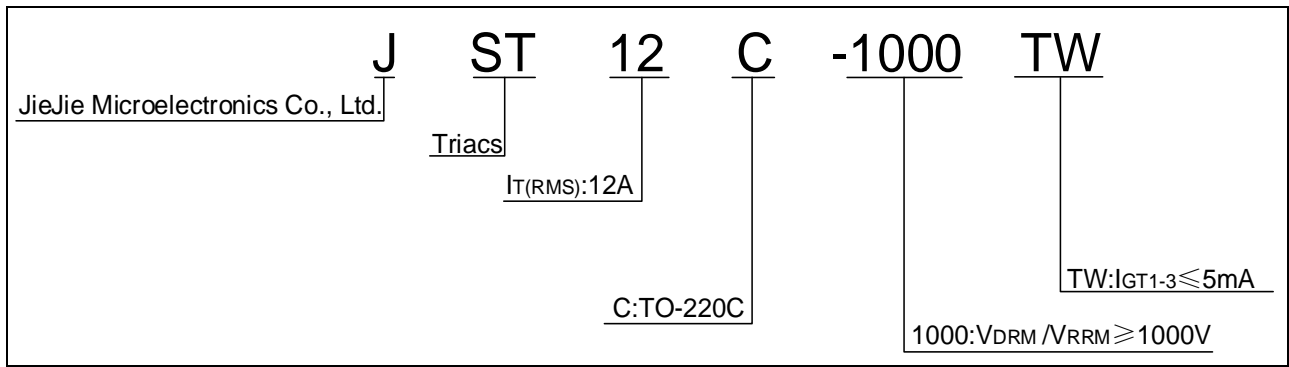 J ST 12 C -1000 TW
JieJie Microelectronics Co., Ltd.
Triacs
IT(RMS):12A
TW:IGT1-3≤5mA
C:TO-220C
1000:VDRM /VRRM≥1000V